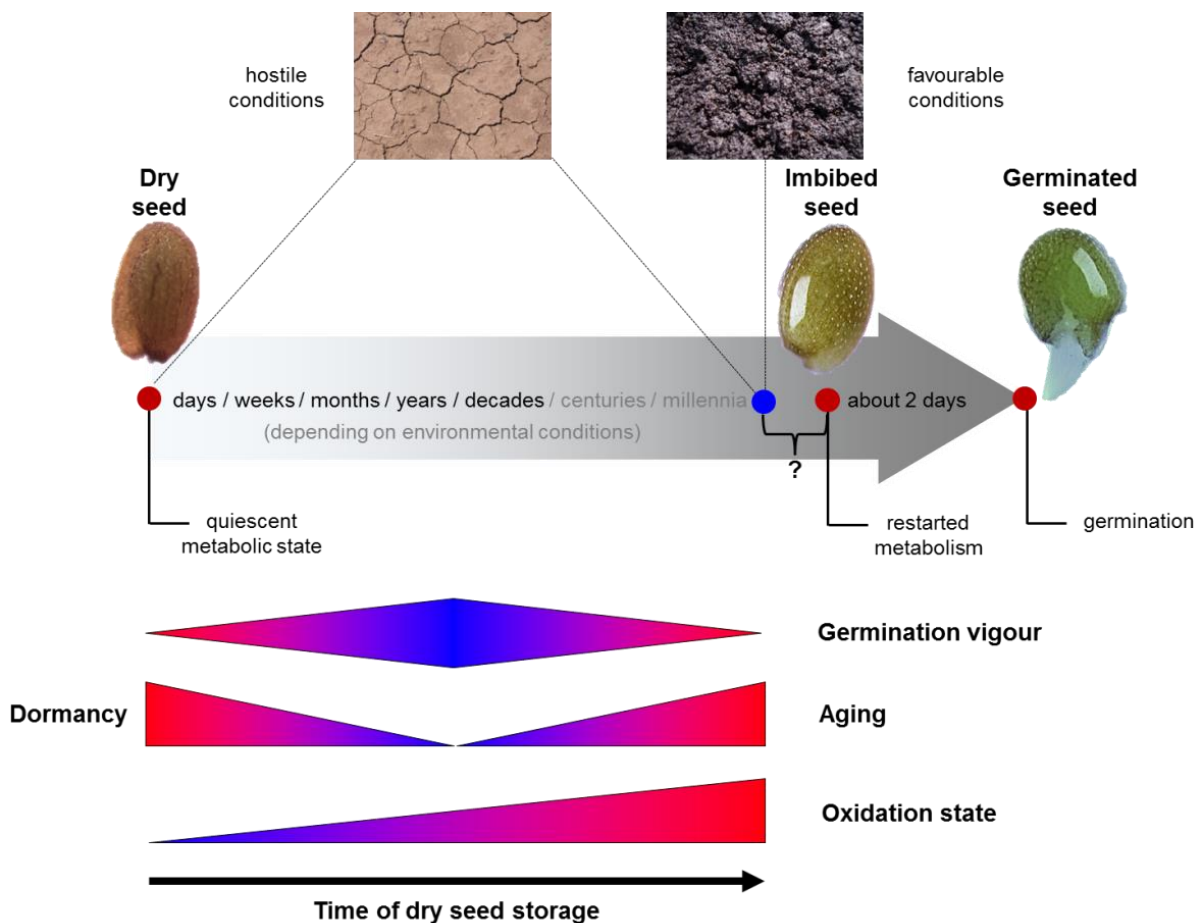 hostile
conditions
favourable
conditions
Dry
seed
Imbibed
seed
Germinated
seed
days / weeks / months / years / decades / centuries / millennia
(depending on environmental conditions)
about 2 days
?
quiescent
metabolic state
restarted
metabolism
germination
Germination vigour
Dormancy
Aging
Oxidation state
Time of dry seed storage